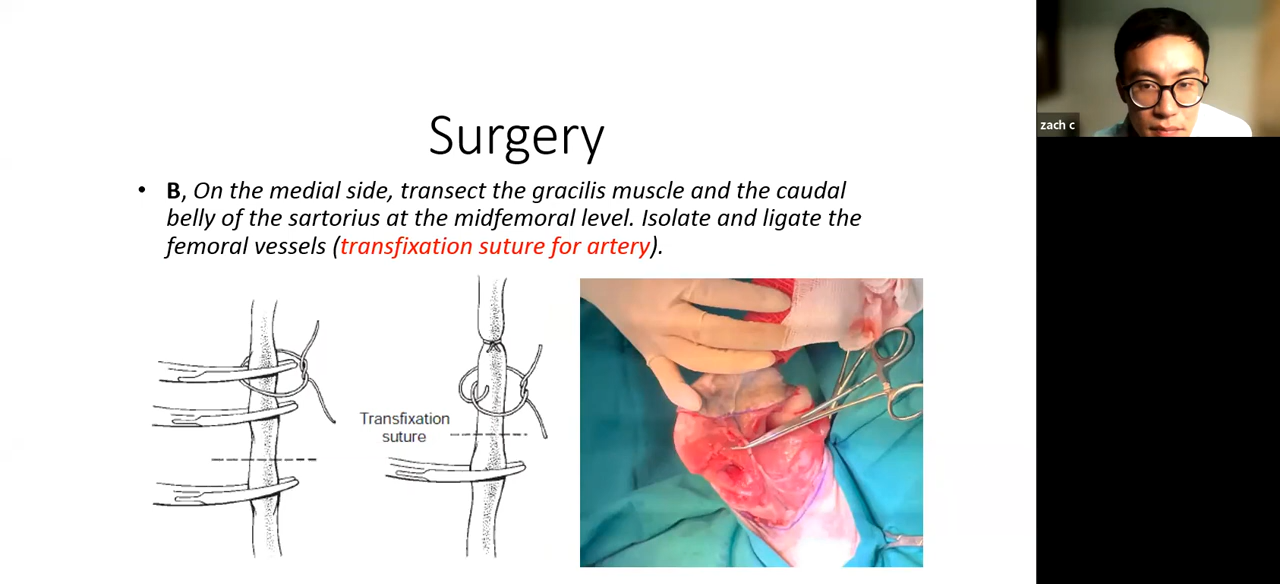 Surgery
• B, On the medial side, transect the gracilis muscle and the caudal
belly of the sartorius at the midfemoral level. Isolate and ligate the
femoral vessels (transfixation suture for artery).
Transfixation
suture
zach c